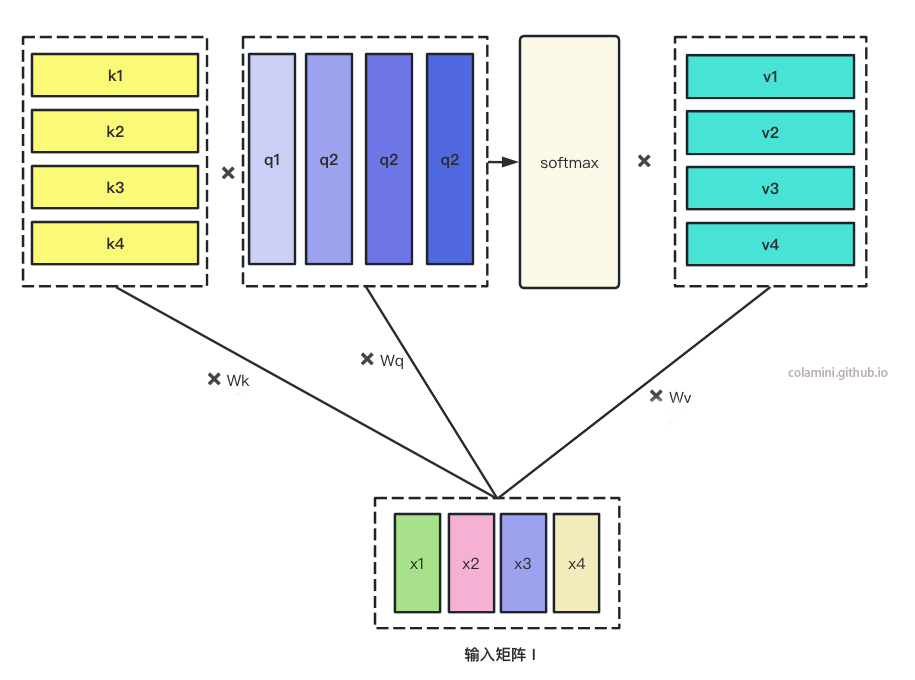 k1
k2
k3
k4
×
q1
q2
q2
q2
softmax
×
v1
v2
v3
v4
× Wk
× Wq
× Wv
colamini.github.io
x1
x2
x3
x4
输入矩阵 I